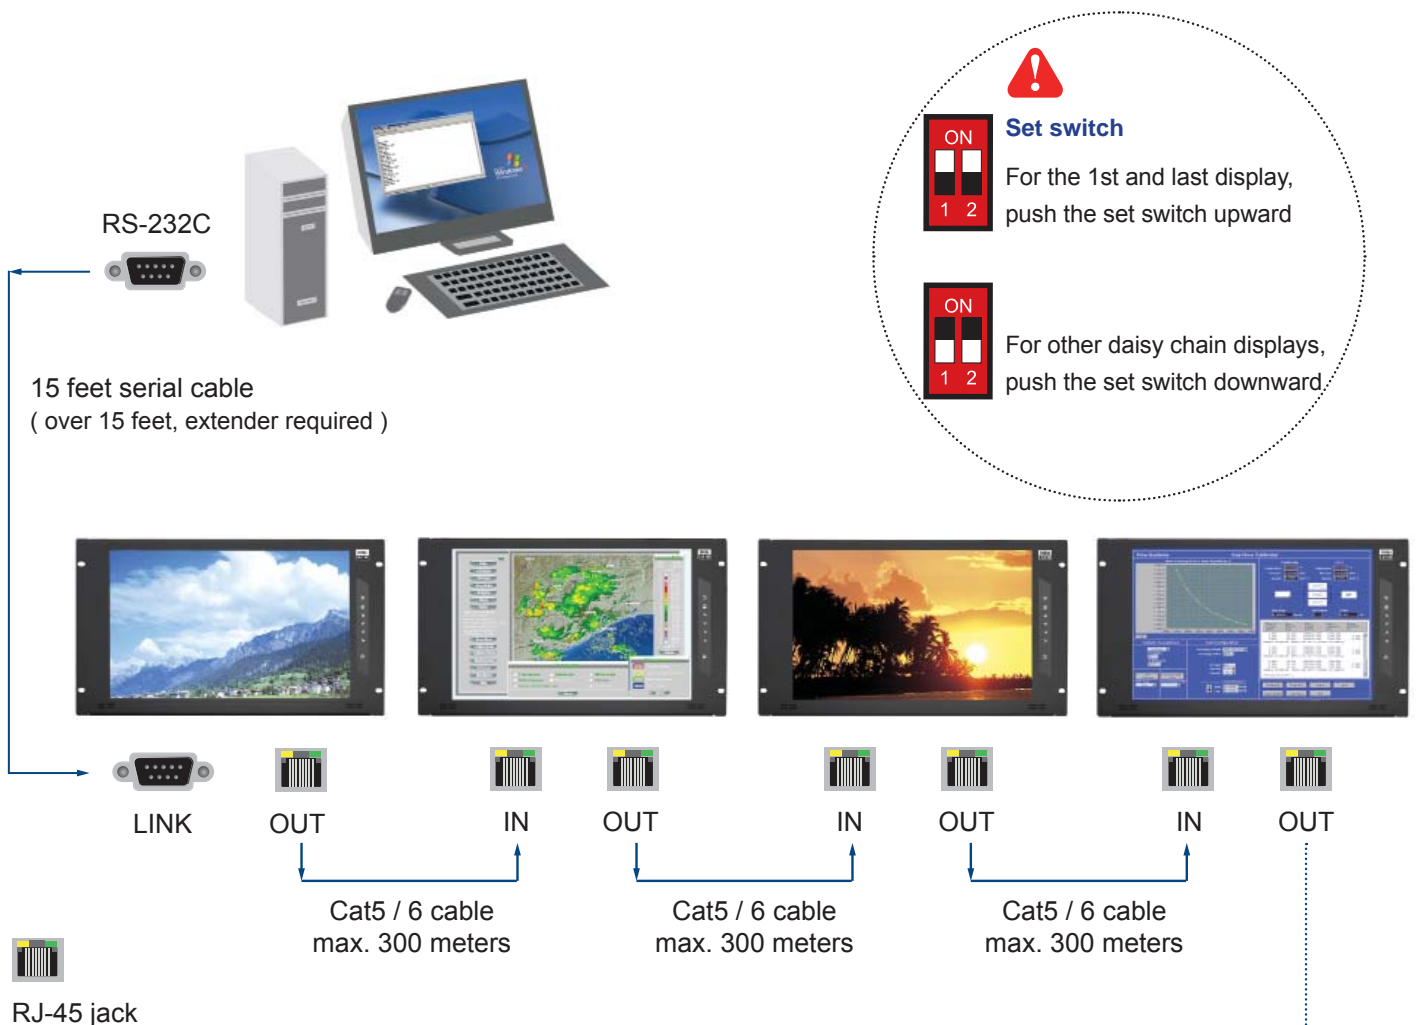 ON
1 2
Set switch
For the 1st and last display,
push the set switch upward
ON
1 2
For other daisy chain displays,
push the set switch downward.
RS-232C
Windows
15 feet serial cable
( over 15 feet, extender required )
LINK
OUT
IN
OUT
IN
OUT
IN
OUT
Cat5 / 6 cable
max. 300 meters
Cat5 / 6 cable
max. 300 meters
Cat5 / 6 cable
max. 300 meters
RJ-45 jack